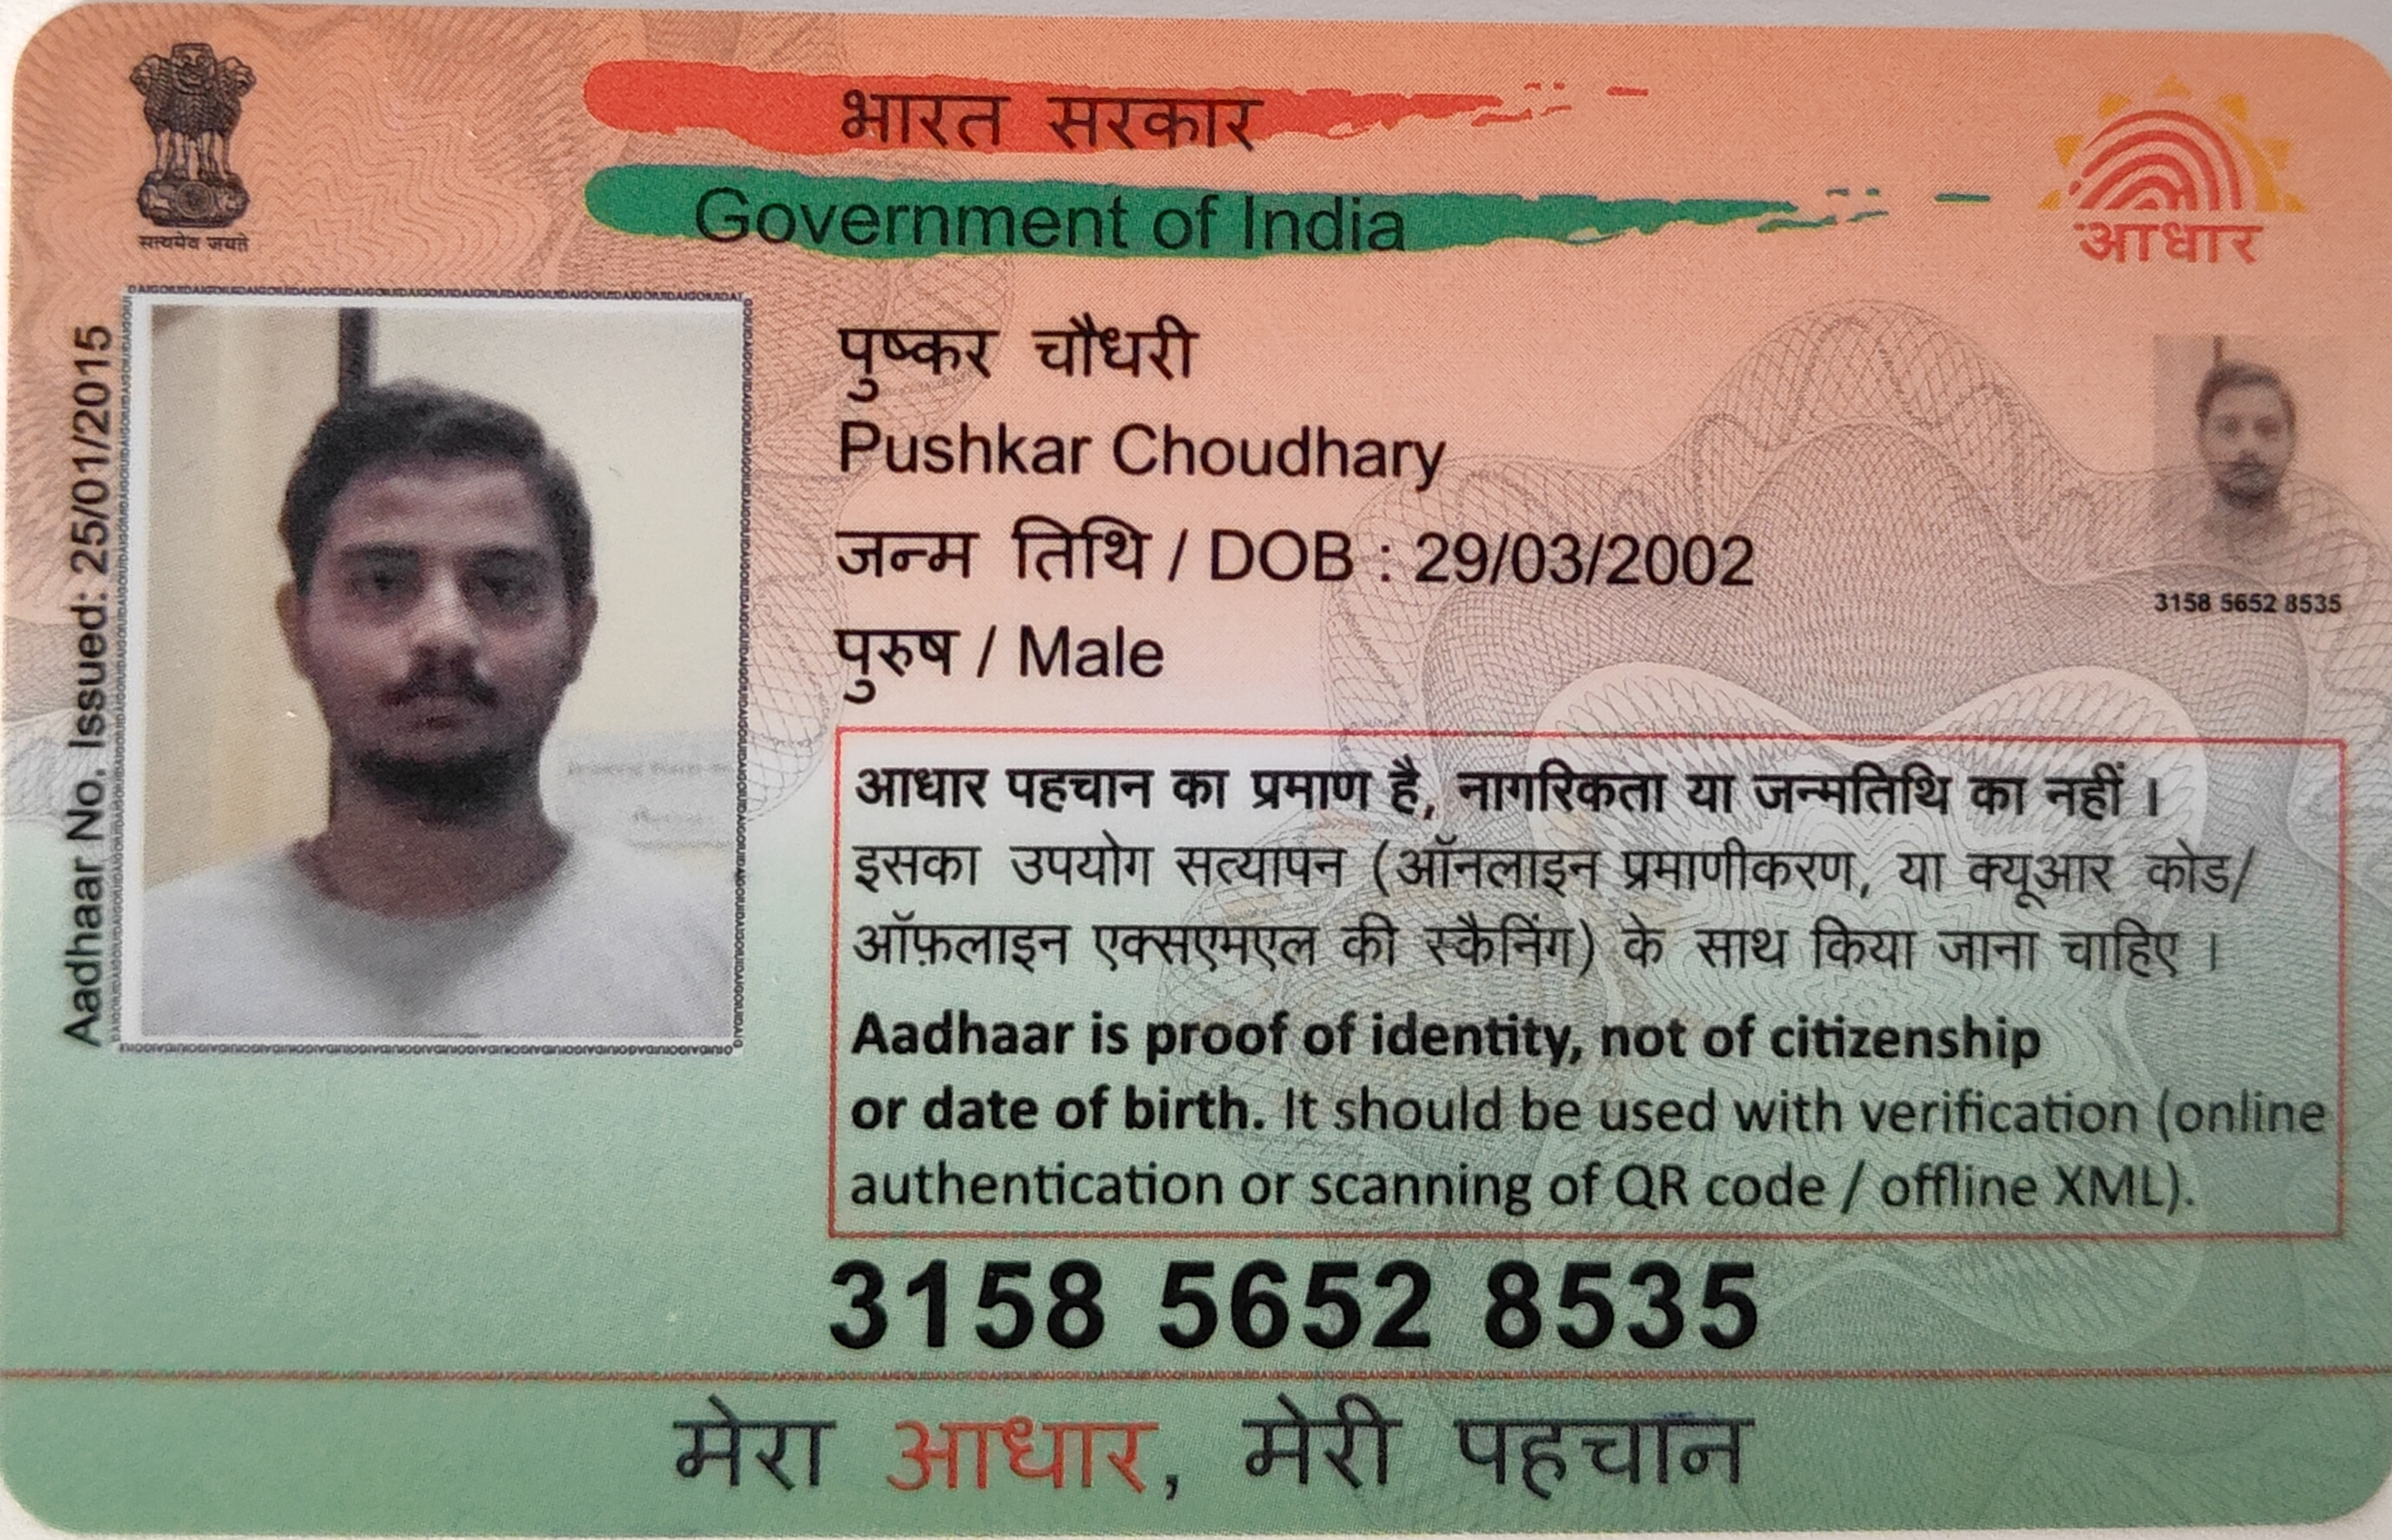 भारत सरकार
Government of India
सत्यमेव जयते
आधार
Aadhaar No. Issued: 25/01/2015
पुष्कर चौधरी
Pushkar Choudhary
जन्म तिथि / DOB : 29/03/2002
पुरुष / Male
3158 5652 8535
आधार पहचान का प्रमाण है, नागरिकता या जन्मतिथि का नहीं ।
इसका उपयोग सत्यापन (ऑनलाइन प्रमाणीकरण, या क्यूआर कोड/
ऑफ़लाइन एक्सएमएल की स्कैनिंग) के साथ किया जाना चाहिए ।
Aadhaar is proof of identity, not of citizenship
or date of birth. It should be used with verification (online
authentication or scanning of QR code / offline XML).
3158 5652 8535
मेरा आधार, मेरी पहचान